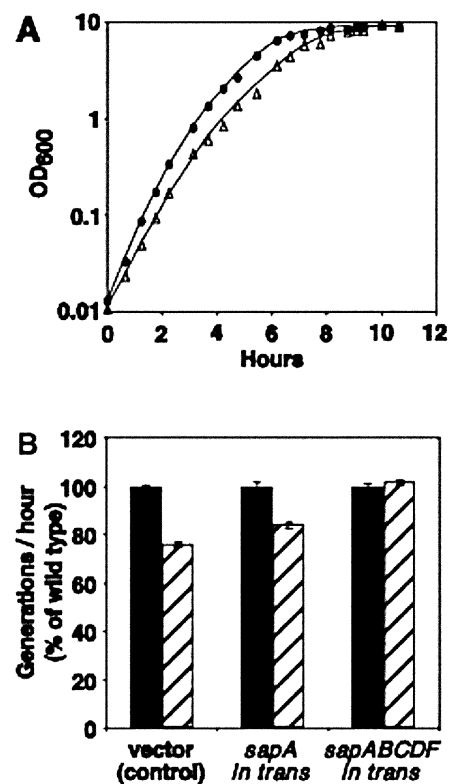 A
10
1
0.1
0.01
OD600
0 2 4 6 8 10 12
Hours
B
120
100
80
60
40
20
0
Generations / hour
(% of wild type)
vector sapA sapABCDF
(control) in trans in trans